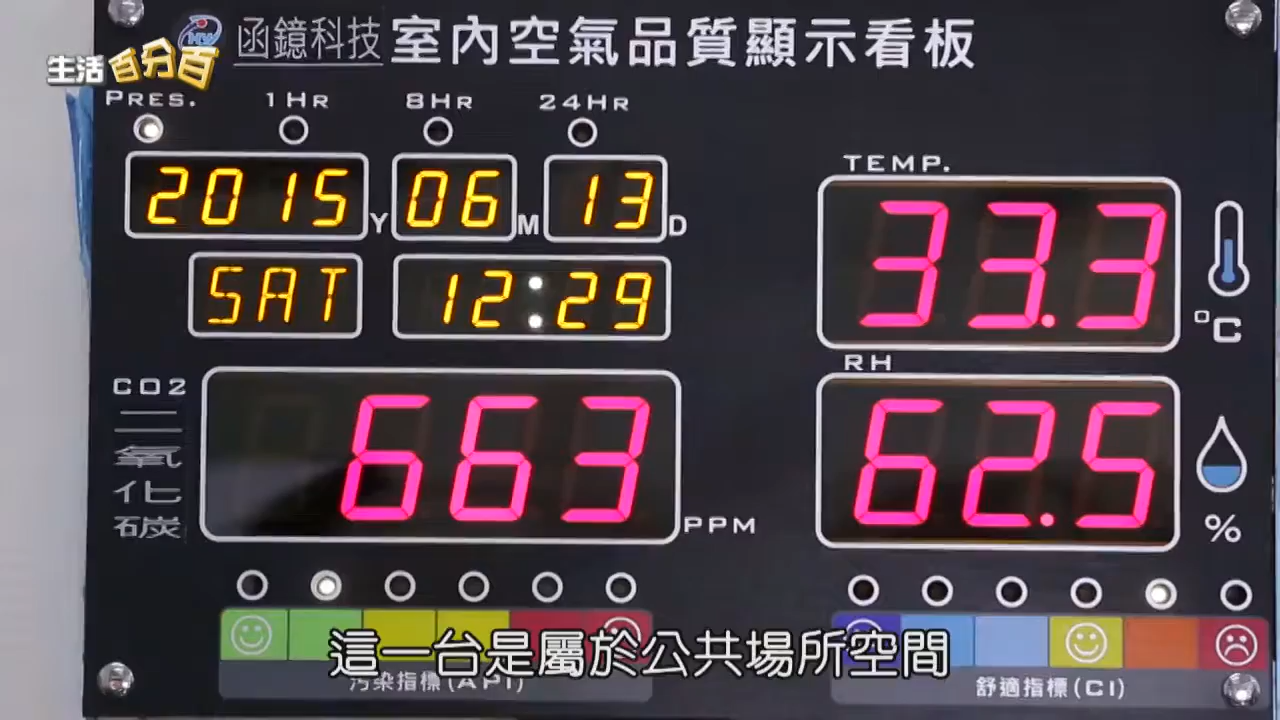 函鏡科技 室內空氣品質顯示看板
生活百分百
PRES. 1HR 8HR 24HR
2015 Y 06 M 13 D
SAT 12:29
TEMP.
33.3 °C
RH
62.5 %
CO2
二氧化碳
663 PPM
這一台是屬於公共場所空間
污染指標(API)
舒適指標(CI)